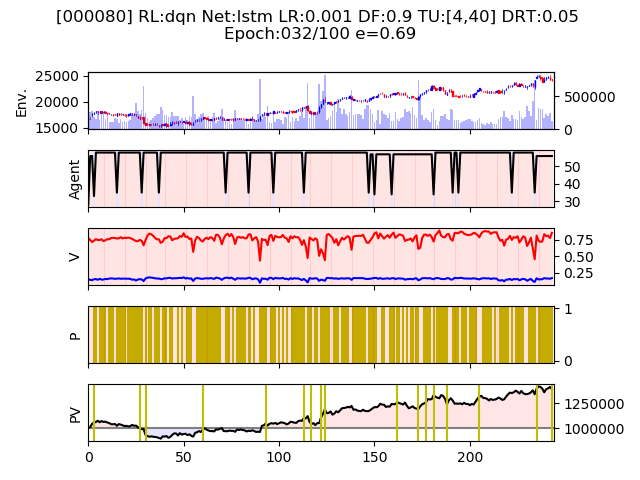 [000080] RL:dqn Net:lstm LR:0.001 DF:0.9 TU:[4,40] DRT:0.05
Epoch:032/100 e=0.69
Env.
25000
20000
15000
500000
0
Agent
50
40
30
V
0.75
0.50
0.25
P
1
0
PV
1250000
1000000
0 50 100 150 200